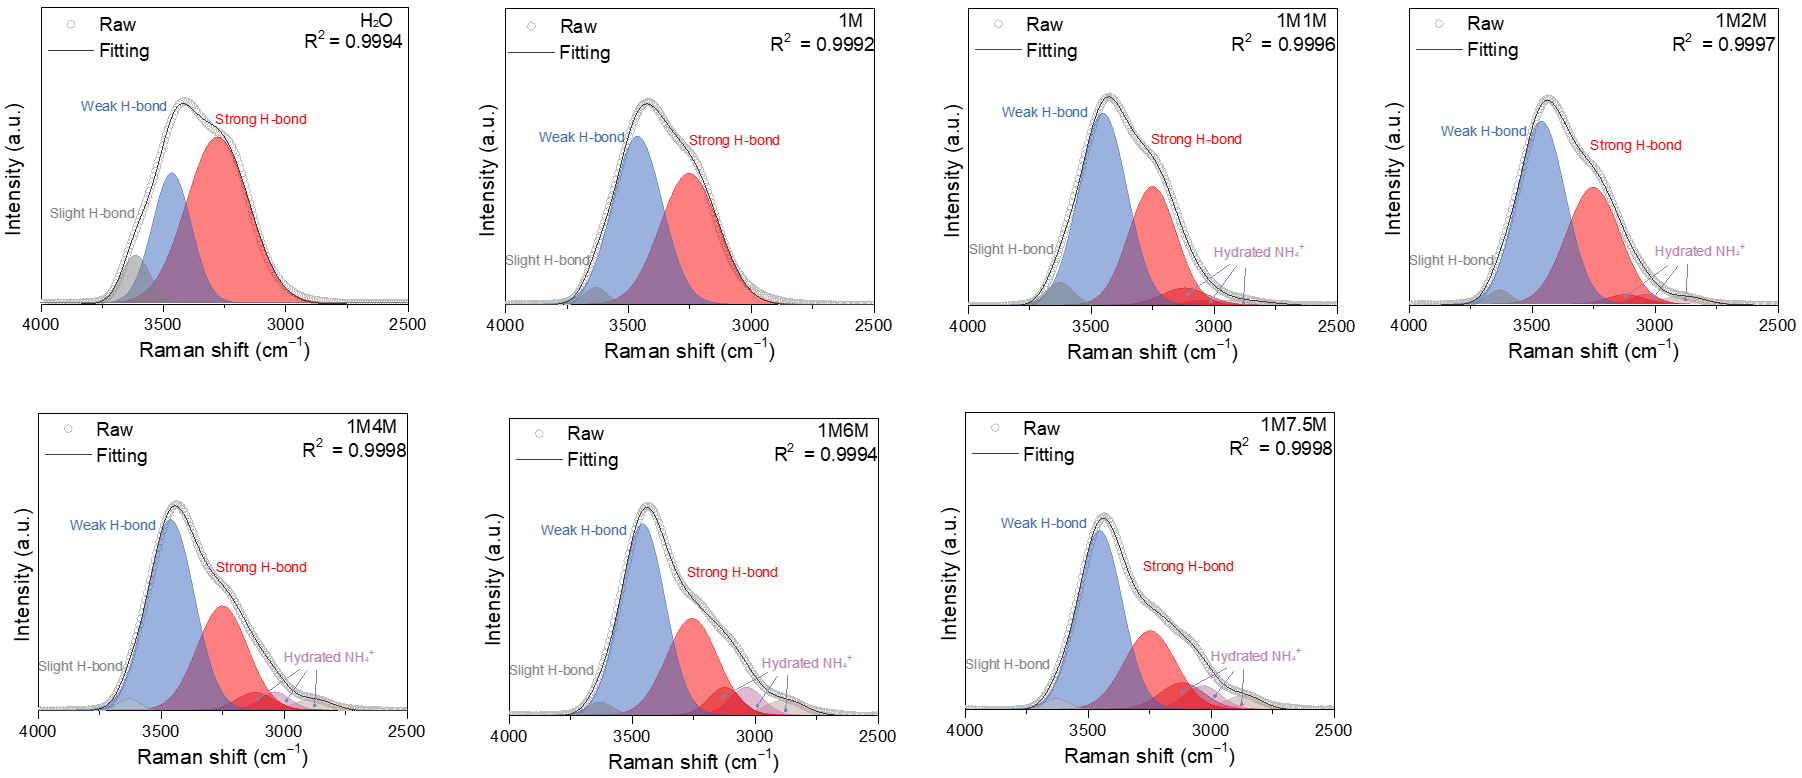 Raw
Fitting
H₂O
R² = 0.9994
Weak H-bond
Strong H-bond
Slight H-bond
Intensity (a.u.)
4000 3500 3000 2500
Raman shift (cm⁻¹)
Raw
Fitting
1M
R² = 0.9992
Weak H-bond
Strong H-bond
Slight H-bond
Intensity (a.u.)
4000 3500 3000 2500
Raman shift (cm⁻¹)
Raw
Fitting
1M1M
R² = 0.9996
Weak H-bond
Strong H-bond
Slight H-bond
Hydrated NH₄⁺
Intensity (a.u.)
4000 3500 3000 2500
Raman shift (cm⁻¹)
Raw
Fitting
1M2M
R² = 0.9997
Weak H-bond
Strong H-bond
Slight H-bond
Hydrated NH₄⁺
Intensity (a.u.)
4000 3500 3000 2500
Raman shift (cm⁻¹)
Raw
Fitting
1M4M
R² = 0.9998
Weak H-bond
Strong H-bond
Slight H-bond
Hydrated NH₄⁺
Intensity (a.u.)
4000 3500 3000 2500
Raman shift (cm⁻¹)
Raw
Fitting
1M6M
R² = 0.9994
Weak H-bond
Strong H-bond
Slight H-bond
Hydrated NH₄⁺
Intensity (a.u.)
4000 3500 3000 2500
Raman shift (cm⁻¹)
Raw
Fitting
1M7.5M
R² = 0.9998
Weak H-bond
Strong H-bond
Slight H-bond
Hydrated NH₄⁺
Intensity (a.u.)
4000 3500 3000 2500
Raman shift (cm⁻¹)